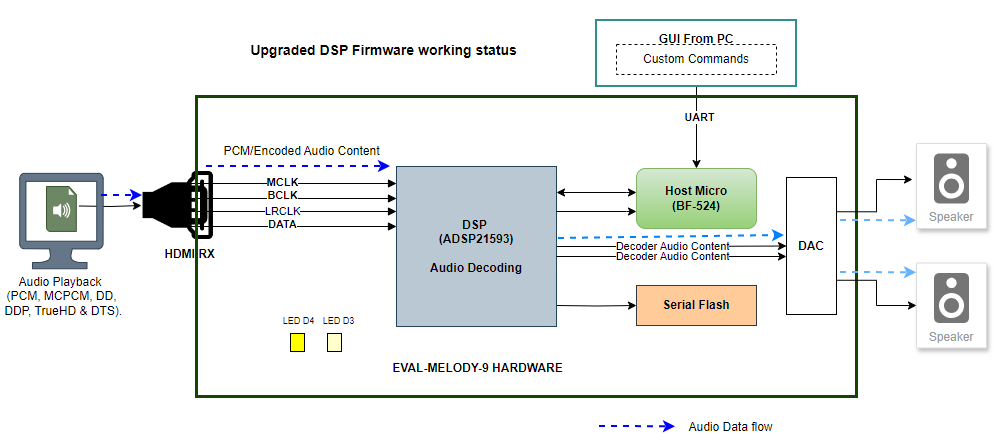 Upgraded DSP Firmware working status
GUI From PC
Custom Commands
UART
PCM/Encoded Audio Content
MCLK
BCLK
LRCLK
DATA
HDMI RX
Audio Playback
(PCM, MCPCM, DD,
DDP, TrueHD & DTS).
DSP
(ADSP21593)
Audio Decoding
Host Micro
(BF-524)
Decoder Audio Content
Decoder Audio Content
DAC
Serial Flash
Speaker
Speaker
LED D4
LED D3
EVAL-MELODY-9 HARDWARE
Audio Data flow